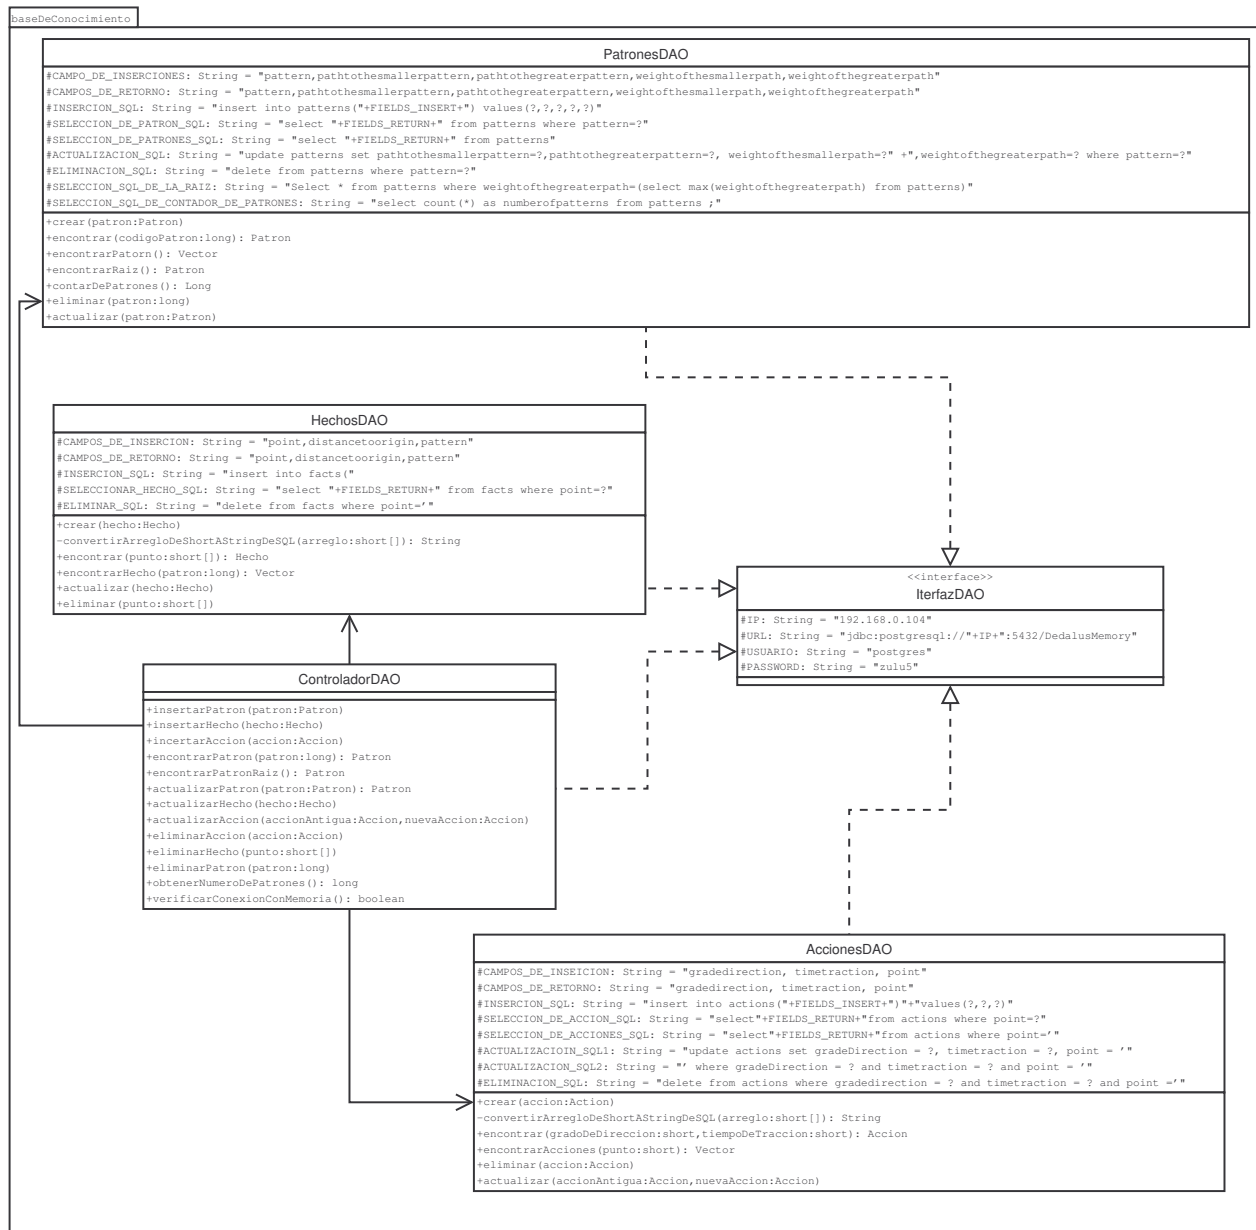 baseDeConocimiento
PatronesDAO
#CAMPO_DE_INSERCIONES: String = "pattern,pathtothesmallerpattern,pathtothegreaterpattern,weightofthesmallerpath,weightofthegreaterpath"
#CAMPOS_DE_RETORNO: String = "pattern,pathtothesmallerpattern,pathtothegreaterpattern,weightofthesmallerpath,weightofthegreaterpath"
#INSERCION_SQL: String = "insert into patterns("+FIELDS_INSERT+") values(?,?,?,?,?)"
#SELECCION_DE_PATRON_SQL: String = "select "+FIELDS_RETURN+" from patterns where pattern=?"
#SELECCION_DE_PATRONES_SQL: String = "select "+FIELDS_RETURN+" from patterns"
#ACTUALIZACION_SQL: String = "update patterns set pathtothesmallerpattern=?,pathtothegreaterpattern=?, weightofthesmallerpath=?" +",weightofthegreaterpath=? where pattern=?"
#ELIMINACION_SQL: String = "delete from patterns where pattern=?"
#SELECCION_SQL_DE_LA_RAIZ: String = "Select * from patterns where weightofthegreaterpath=(select max(weightofthegreaterpath) from patterns)"
#SELECCION_SQL_DE_CONTADOR_DE_PATRONES: String = "select count(*) as numberofpatterns from patterns ;"
+crear(patron:Patron)
+encontrar(codigoPatron:long): Patron
+encontrarPatorn(): Vector
+encontrarRaiz(): Patron
+contarDePatrones(): Long
+eliminar(patron:long)
+actualizar(patron:Patron)
HechosDAO
#CAMPOS_DE_INSERCION: String = "point,distancetoorigin,pattern"
#CAMPOS_DE_RETORNO: String = "point,distancetoorigin,pattern"
#INSERCION_SQL: String = "insert into facts("
#SELECCIONAR_HECHO_SQL: String = "select "+FIELDS_RETURN+" from facts where point=?"
#ELIMINAR_SQL: String = "delete from facts where point=’"
+crear(hecho:Hecho)
-convertirArregloDeShortAStringDeSQL(arreglo:short[]): String
+encontrar(punto:short[]): Hecho
+encontrarHecho(patron:long): Vector
+actualizar(hecho:Hecho)
+eliminar(punto:short[])
<<interface>>
IterfazDAO
#IP: String = "192.168.0.104"
#URL: String = "jdbc:postgresql://"+IP+":5432/DedalusMemory"
#USUARIO: String = "postgres"
#PASSWORD: String = "zulu5"
ControladorDAO
+insertarPatron(patron:Patron)
+insertarHecho(hecho:Hecho)
+incertarAccion(accion:Accion)
+encontrarPatron(patron:long): Patron
+encontrarPatronRaiz(): Patron
+actualizarPatron(patron:Patron): Patron
+actualizarHecho(hecho:Hecho)
+actualizarAccion(accionAntigua:Accion,nuevaAccion:Accion)
+eliminarAccion(accion:Accion)
+eliminarHecho(punto:short[])
+eliminarPatron(patron:long)
+obtenerNumeroDePatrones(): long
+verificarConexionConMemoria(): boolean
AccionesDAO
#CAMPOS_DE_INSEICION: String = "gradedirection, timetraction, point"
#CAMPOS_DE_RETORNO: String = "gradedirection, timetraction, point"
#INSERCION_SQL: String = "insert into actions("+FIELDS_INSERT+")"+"values(?,?,?)"
#SELECCION_DE_ACCION_SQL: String = "select"+FIELDS_RETURN+"from actions where point=?"
#SELECCION_DE_ACCIONES_SQL: String = "select"+FIELDS_RETURN+"from actions where point=’"
#ACTUALIZACIOIN_SQL1: String = "update actions set gradeDirection = ?, timetraction = ?, point = ’"
#ACTUALIZACION_SQL2: String = "’ where gradeDirection = ? and timetraction = ? and point = ’"
#ELIMINACION_SQL: String = "delete from actions where gradedirection = ? and timetraction = ? and point =’"
+crear(accion:Action)
-convertirArregloDeShortAStringDeSQL(arreglo:short[]): String
+encontrar(gradoDeDireccion:short,tiempoDeTraccion:short): Accion
+encontrarAcciones(punto:short): Vector
+eliminar(accion:Accion)
+actualizar(accionAntigua:Accion,nuevaAccion:Accion)